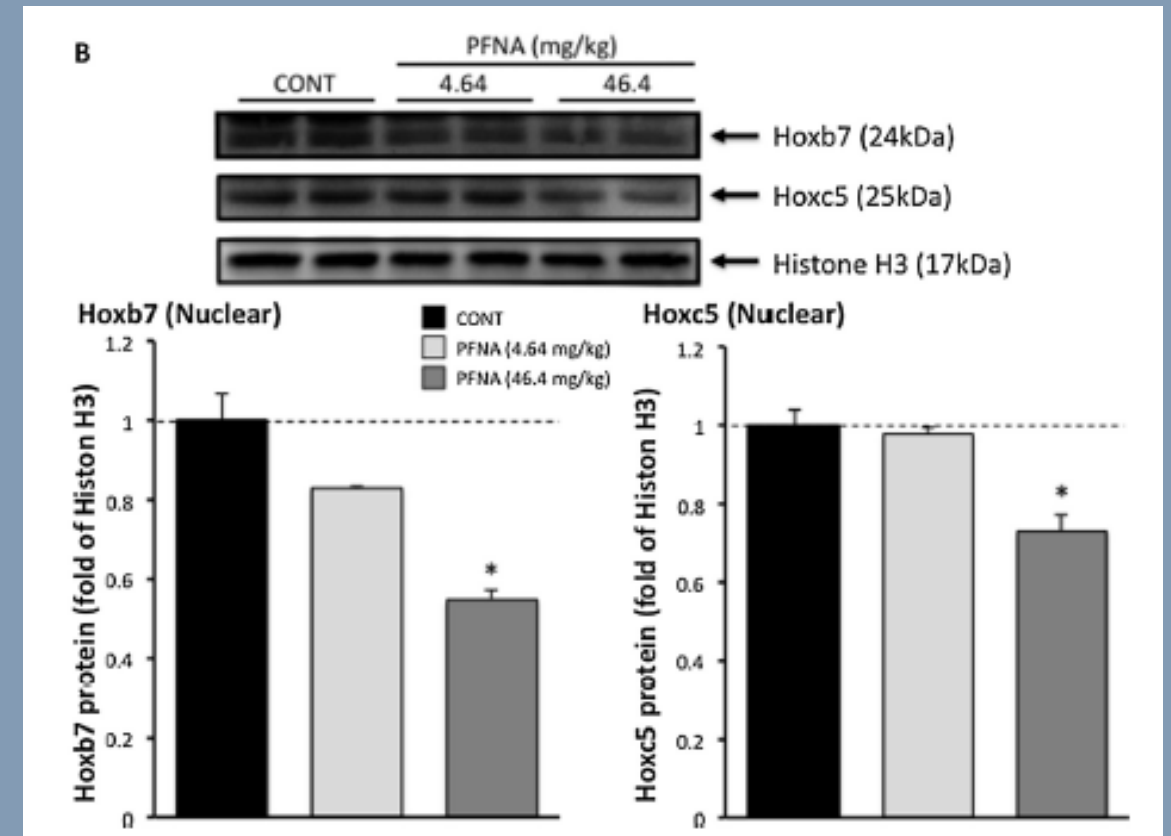 B
PFNA (mg/kg)
CONT 4.64 46.4
Hoxb7 (24kDa)
Hoxc5 (25kDa)
Histone H3 (17kDa)
Hoxb7 (Nuclear)
CONT
PFNA (4.64 mg/kg)
PFNA (46.4 mg/kg)
Hoxb7 protein (fold of Histon H3)
1.2
1
0.8
0.6
0.4
0.2
0
*
Hoxc5 (Nuclear)
Hoxc5 protein (fold of Histon H3)
1.2
1
0.8
0.6
0.4
0.2
0
*